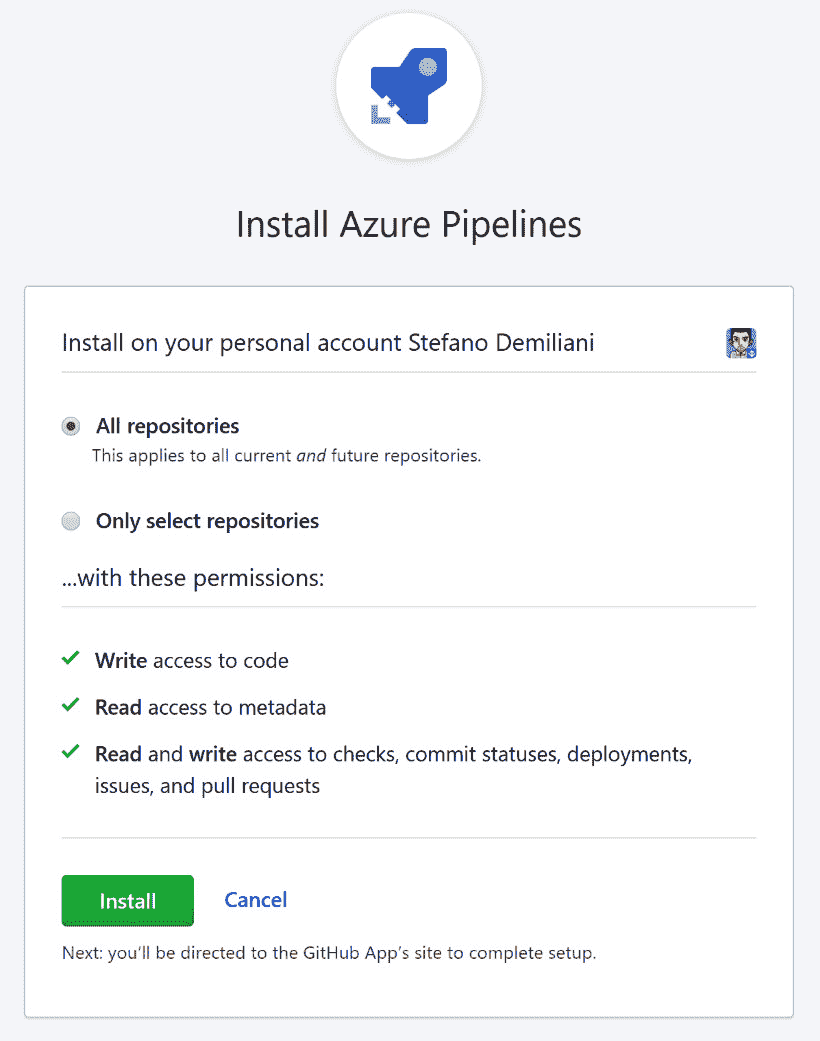 Install Azure Pipelines
Install on your personal account Stefano Demiliani
All repositories
This applies to all current and future repositories.
Only select repositories
...with these permissions:
Write access to code
Read access to metadata
Read and write access to checks, commit statuses, deployments,
issues, and pull requests
Install Cancel
Next: you'll be directed to the GitHub App's site to complete setup.